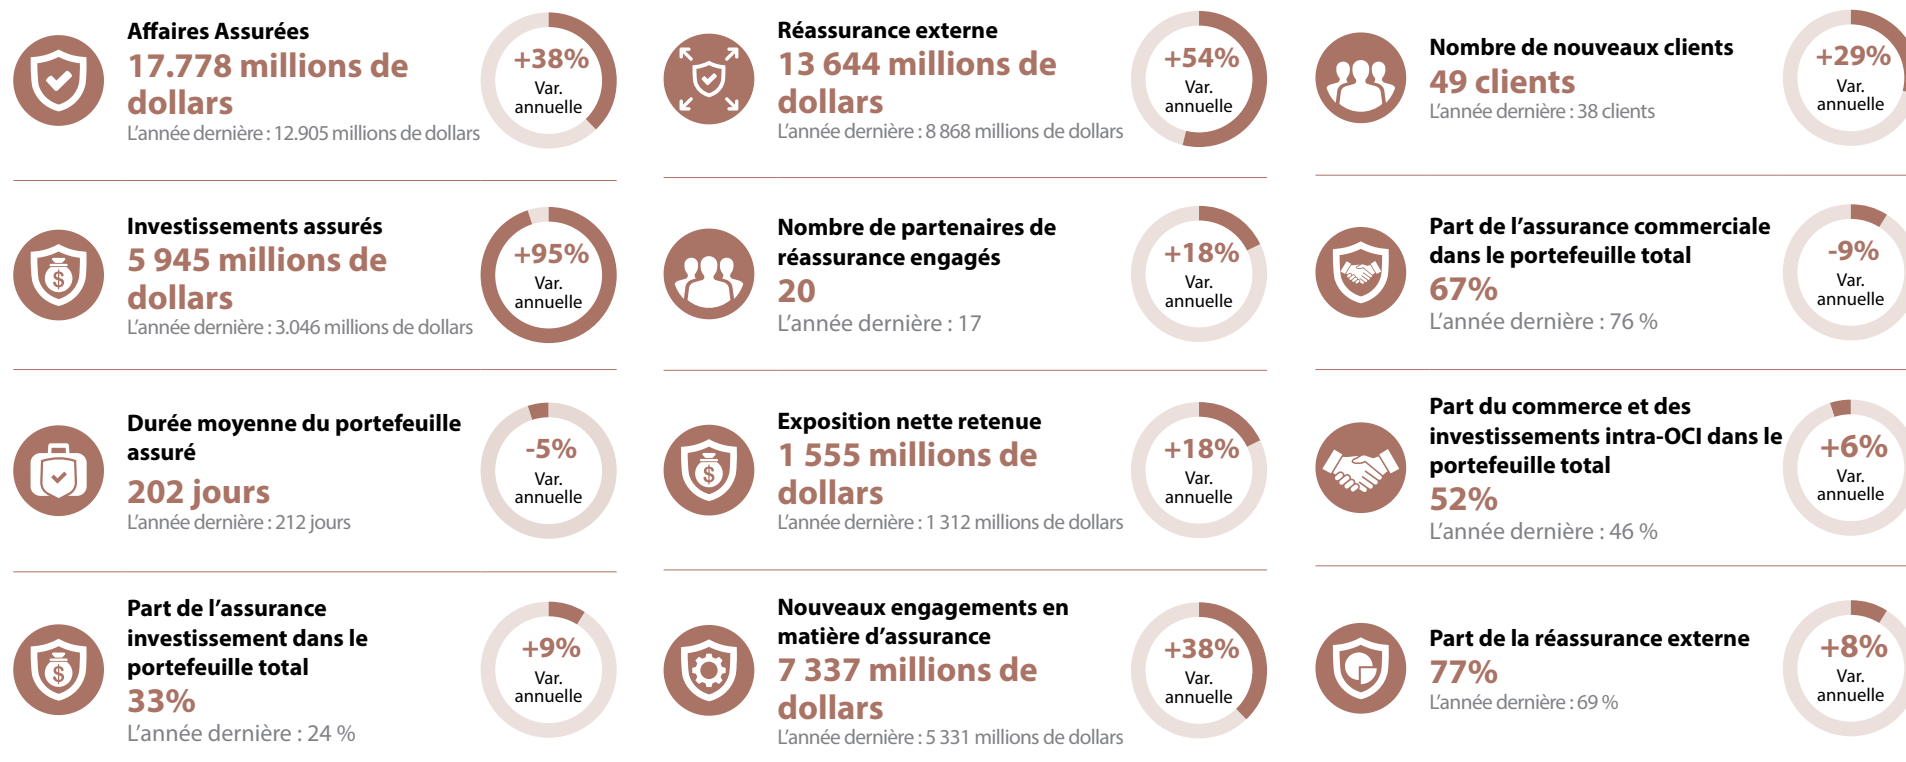 Affaires Assurées
17.778 millions de
dollars
L'année dernière : 12.905 millions de dollars
+38%
Var.
annuelle
Réassurance externe
13 644 millions de
dollars
L'année dernière : 8 868 millions de dollars
+54%
Var.
annuelle
Nombre de nouveaux clients
49 clients
L'année dernière : 38 clients
+29%
Var.
annuelle
Investissements assurés
5 945 millions de
dollars
L'année dernière : 3.046 millions de dollars
+95%
Var.
annuelle
Nombre de partenaires de
réassurance engagés
20
L'année dernière : 17
+18%
Var.
annuelle
Part de l'assurance commerciale
dans le portefeuille total
67%
L'année dernière : 76 %
-9%
Var.
annuelle
Durée moyenne du portefeuille
assuré
202 jours
L'année dernière : 212 jours
-5%
Var.
annuelle
Exposition nette retenue
1 555 millions de
dollars
L'année dernière : 1 312 millions de dollars
+18%
Var.
annuelle
Part du commerce et des
investissements intra-OCI dans le
portefeuille total
52%
L'année dernière : 46 %
+6%
Var.
annuelle
Part de l'assurance
investissement dans le
portefeuille total
33%
L'année dernière : 24 %
+9%
Var.
annuelle
Nouveaux engagements en
matière d'assurance
7 337 millions de
dollars
L'année dernière : 5 331 millions de dollars
+38%
Var.
annuelle
Part de la réassurance externe
77%
L'année dernière : 69 %
+8%
Var.
annuelle